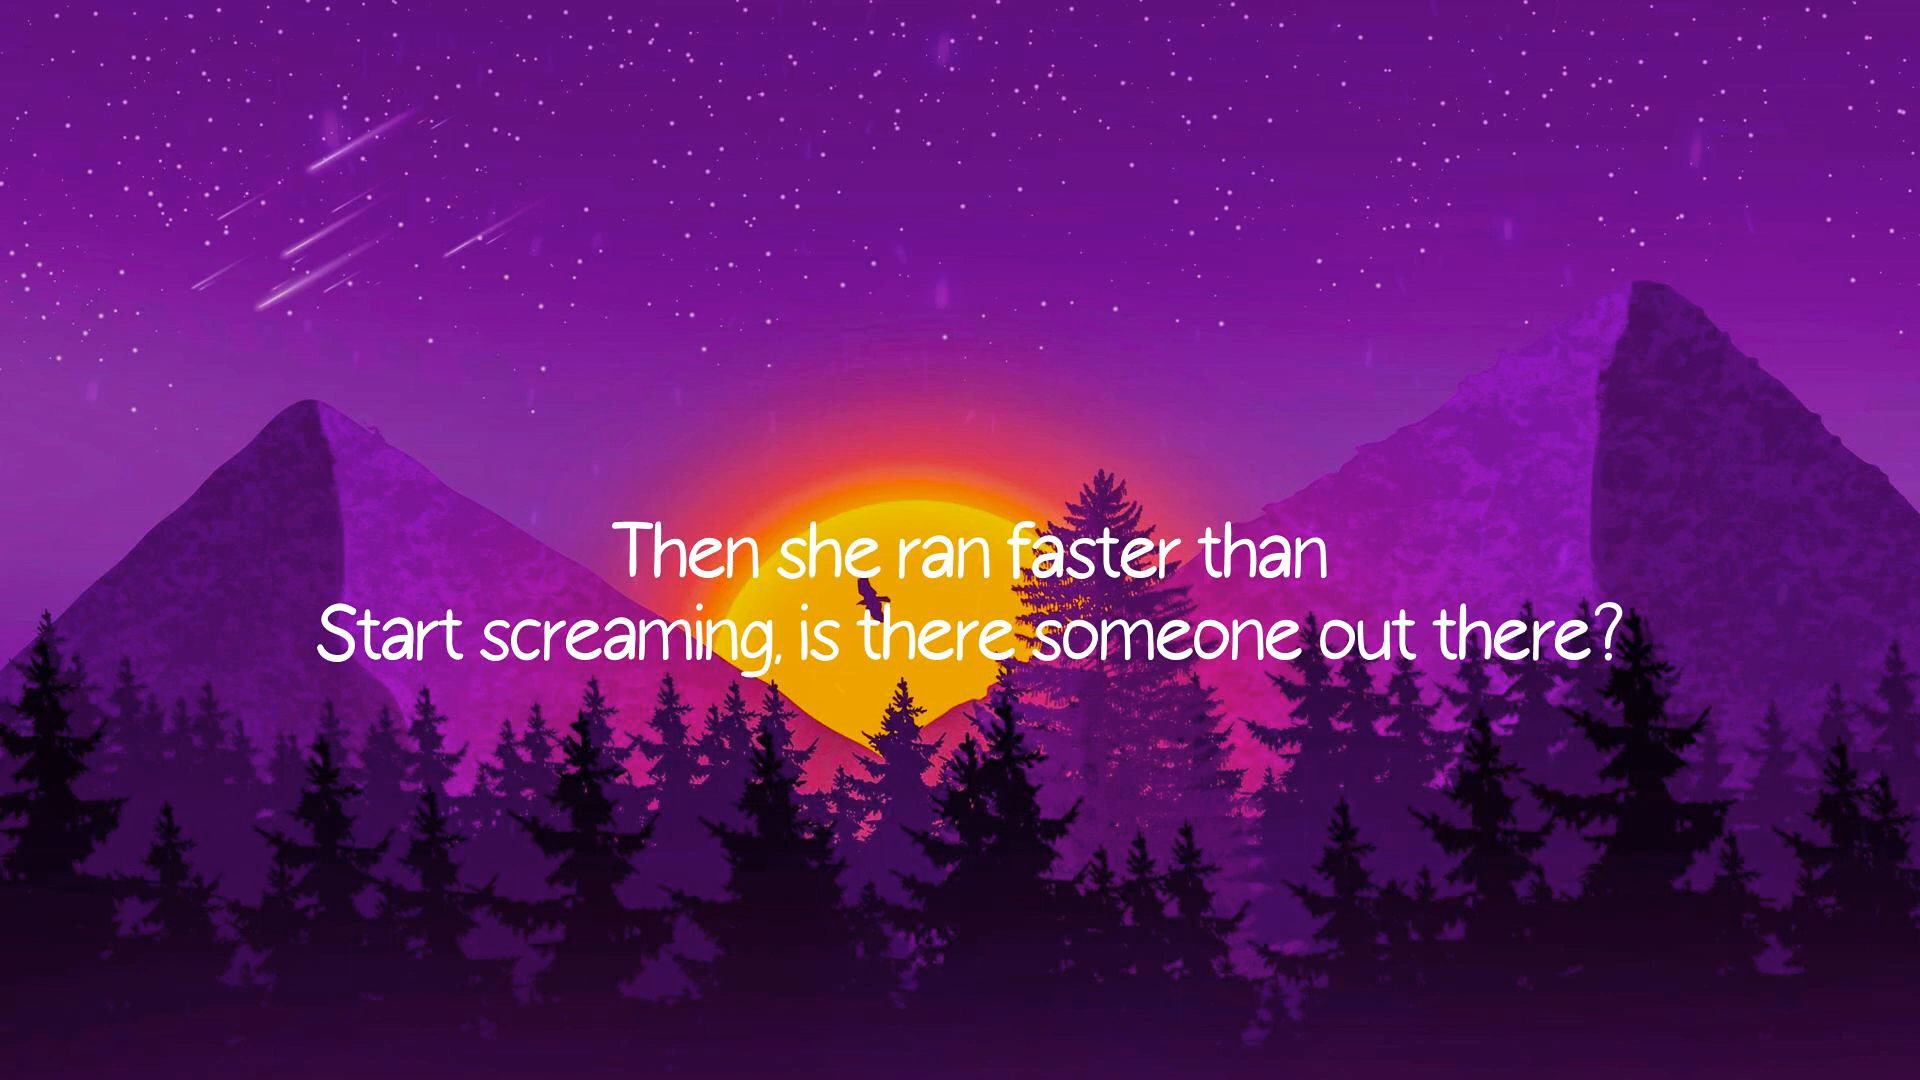 Then she ran faster than
Start screaming, is there someone out there?